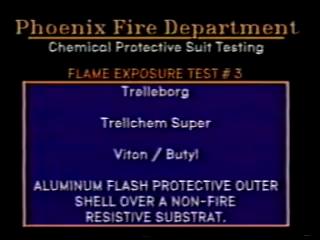 Phoenix Fire Department
Chemical Protective Suit Testing
FLAME EXPOSURE TEST # 3
Trelleborg
Trellchem Super
Viton / Butyl
ALUMINUM FLASH PROTECTIVE OUTER
SHELL OVER A NON-FIRE
RESISTIVE SUBSTRAT.